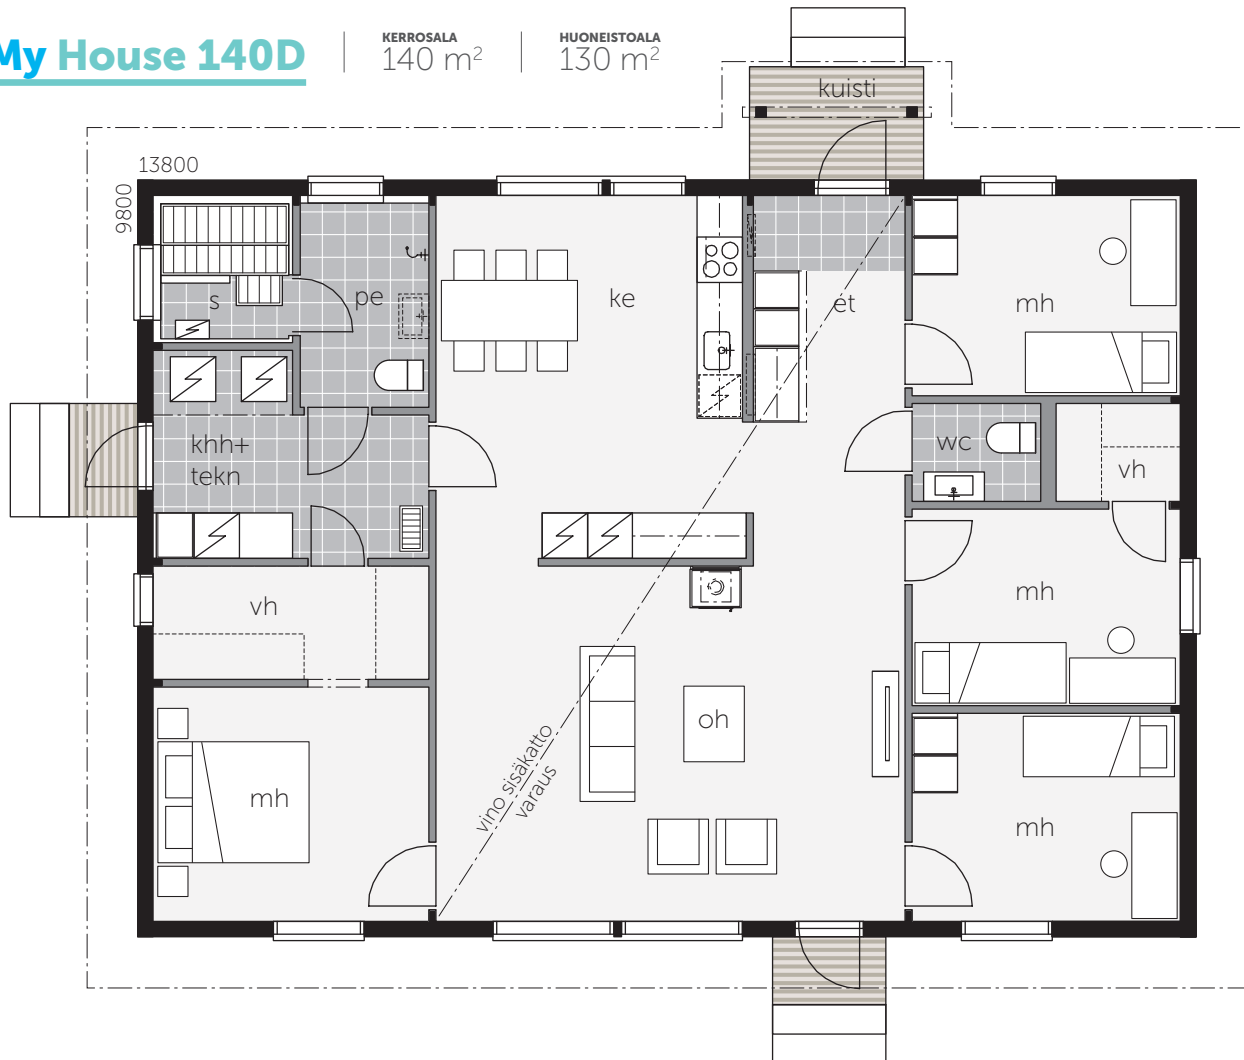 My House 140D
KERROSALA
140 m²
HUONEISTOALA
130 m²
kuisti
13800
9800
s
pe
ke
et
mh
khh+
tekn
wc
vh
vh
mh
oh
vino sisäkatto
varaus
mh
mh